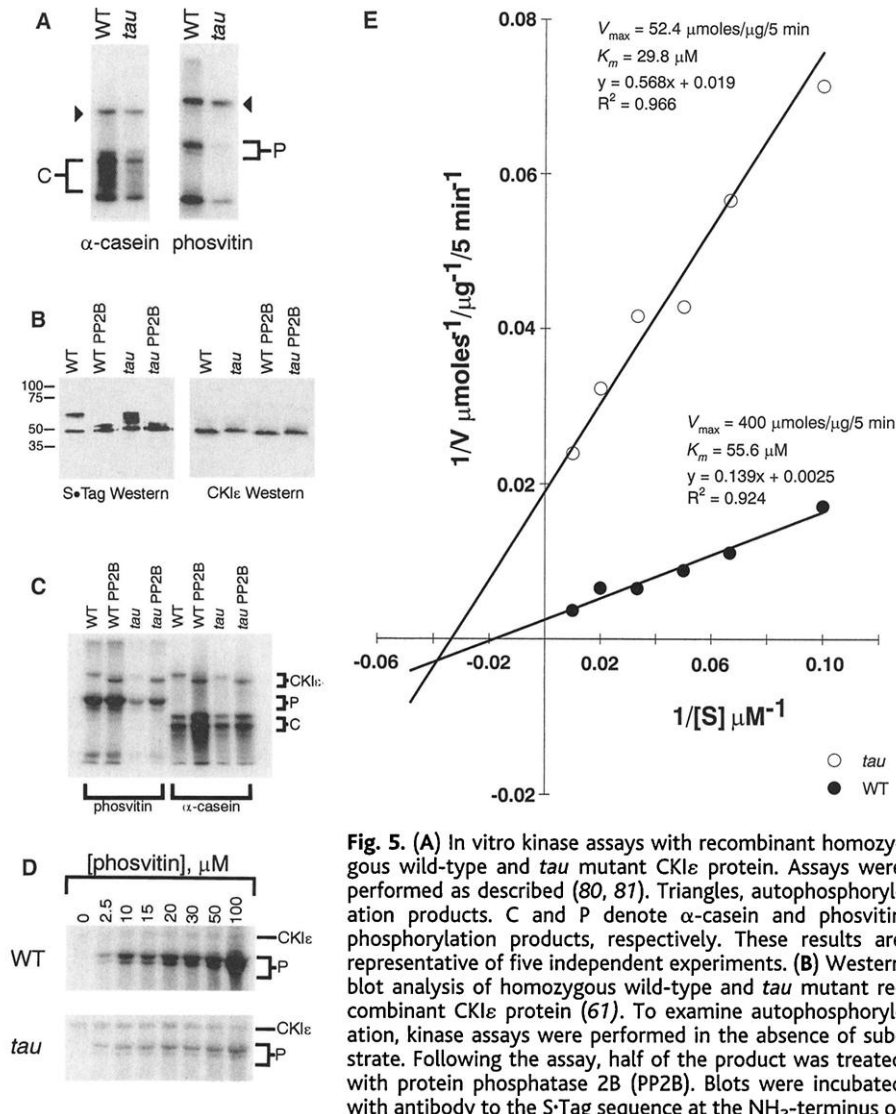 A
WT
tau
WT
tau
C
P
α-casein
phosvitin
B
WT
WT PP2B
tau
tau PP2B
WT
tau
WT PP2B
tau PP2B
100
75
50
35
S•Tag Western
CKIε Western
C
WT
WT PP2B
tau
tau PP2B
WT
WT PP2B
tau
tau PP2B
CKIε
P
C
phosvitin
α-casein
D
[phosvitin], μM
0
2.5
10
15
20
30
50
100
WT
CKIε
P
tau
CKIε
P
E
0.08
0.06
0.04
0.02
-0.02
-0.06
-0.02
0.02
0.06
0.10
1/V μmoles⁻¹/μg⁻¹/5 min⁻¹
1/[S] μM⁻¹
Vmax = 52.4 μmoles/μg/5 min
Km = 29.8 μM
y = 0.568x + 0.019
R² = 0.966
Vmax = 400 μmoles/μg/5 min
Km = 55.6 μM
y = 0.139x + 0.0025
R² = 0.924
○ tau
● WT
Fig. 5. (A) In vitro kinase assays with recombinant homozy-
gous wild-type and tau mutant CKIε protein. Assays were
performed as described (80, 81). Triangles, autophosphoryl-
ation products. C and P denote α-casein and phosvitin
phosphorylation products, respectively. These results are
representative of five independent experiments. (B) Western
blot analysis of homozygous wild-type and tau mutant re-
combinant CKIε protein (61). To examine autophosphoryl-
ation, kinase assays were performed in the absence of sub-
strate. Following the assay, half of the product was treated
with protein phosphatase 2B (PP2B). Blots were incubated
with antibody to the S•Tag sequence at the NH₂-terminus of